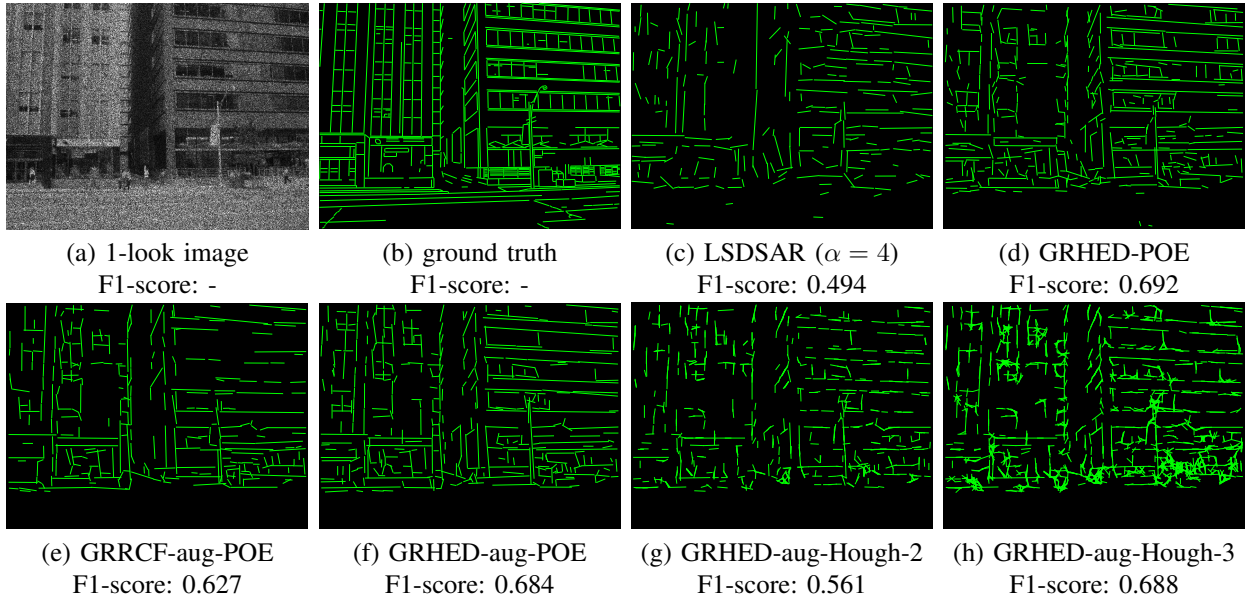 (a) 1-look image
F1-score: -
(b) ground truth
F1-score: -
(c) LSDSAR (α = 4)
F1-score: 0.494
(d) GRHED-POE
F1-score: 0.692
(e) GRRCF-aug-POE
F1-score: 0.627
(f) GRHED-aug-POE
F1-score: 0.684
(g) GRHED-aug-Hough-2
F1-score: 0.561
(h) GRHED-aug-Hough-3
F1-score: 0.688